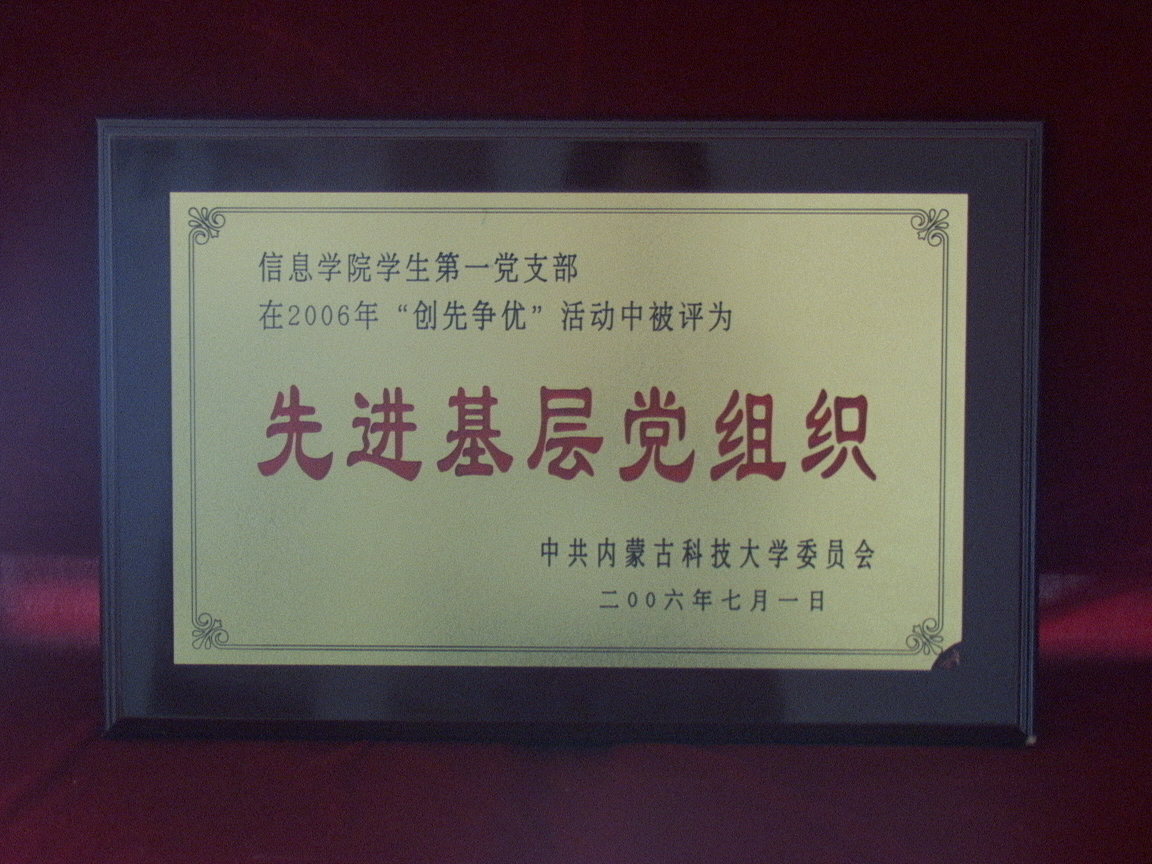 信息学院学生第一党支部
在2006年“创先争优”活动中被评为
先进基层党组织
中共内蒙古科技大学委员会
二00六年七月一日